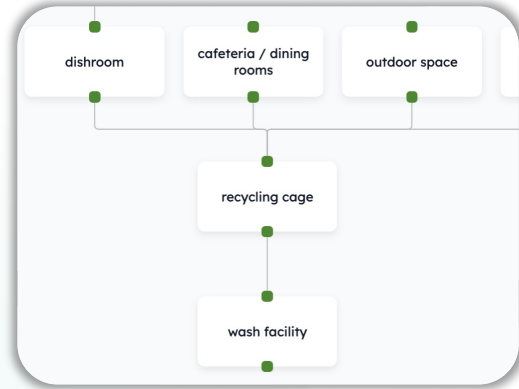 dishroom
cafeteria / dining
rooms
outdoor space
recycling cage
wash facility